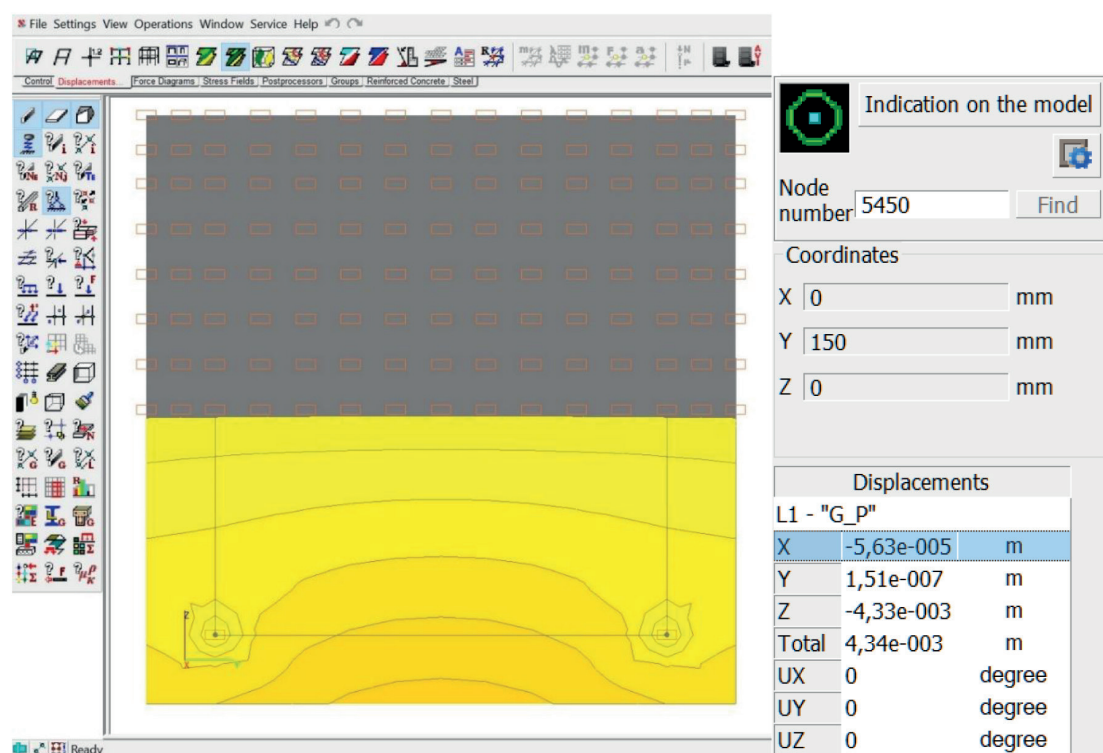 File Settings View Operations Window Service Help
Control Displacements... Force Diagrams Stress Fields Postprocessors Groups Reinforced Concrete Steel
Z
X
Y
Ready
Indication on the model
Node number 5450 Find
Coordinates
X 0 mm
Y 150 mm
Z 0 mm
Displacements
L1 - "G_P"
X -5,63e-005 m
Y 1,51e-007 m
Z -4,33e-003 m
Total 4,34e-003 m
UX 0 degree
UY 0 degree
UZ 0 degree